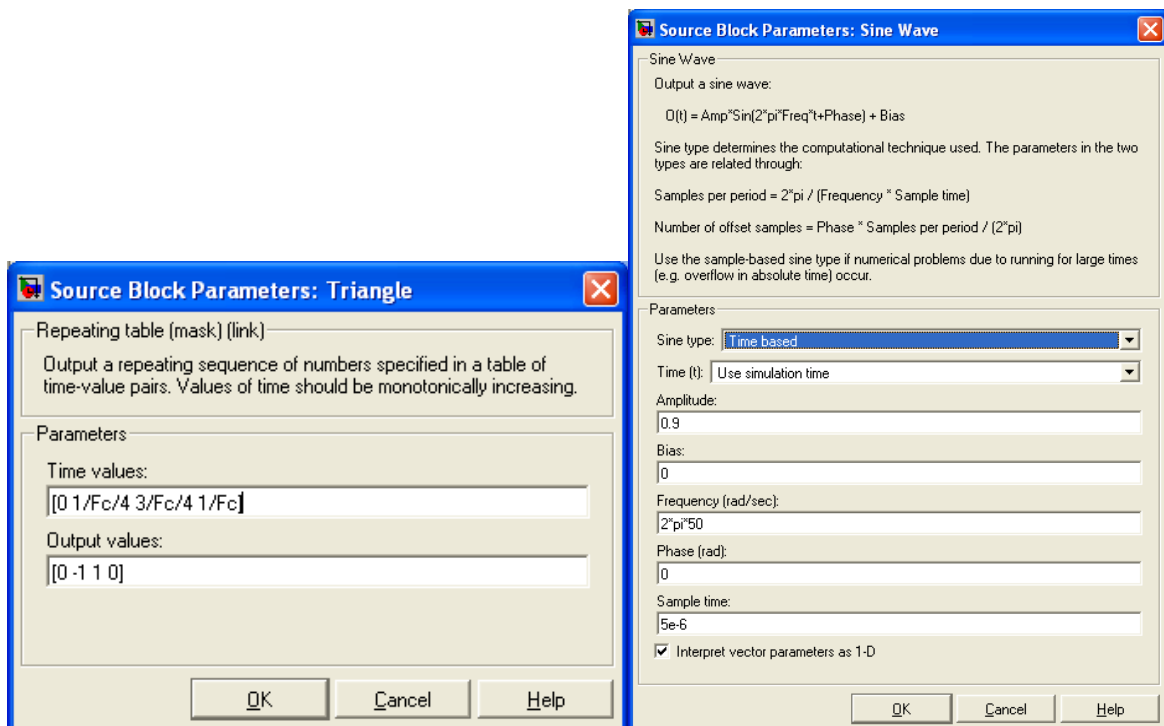 Source Block Parameters: Triangle
Repeating table (mask) (link)
Output a repeating sequence of numbers specified in a table of
time-value pairs. Values of time should be monotonically increasing.
Parameters
Time values:
[0 1/Fc/4 3/Fc/4 1/Fc]
Output values:
[0 -1 1 0]
OK Cancel Help
Source Block Parameters: Sine Wave
Sine Wave
Output a sine wave:
O(t) = Amp*Sin(2*pi*Freq*t+Phase) + Bias
Sine type determines the computational technique used. The parameters in the two
types are related through:
Samples per period = 2*pi / (Frequency * Sample time)
Number of offset samples = Phase * Samples per period / (2*pi)
Use the sample-based sine type if numerical problems due to running for large times
(e.g. overflow in absolute time) occur.
Parameters
Sine type: Time based
Time (t): Use simulation time
Amplitude:
0.9
Bias:
0
Frequency (rad/sec):
2*pi*50
Phase (rad):
0
Sample time:
5e-6
Interpret vector parameters as 1-D
OK Cancel Help